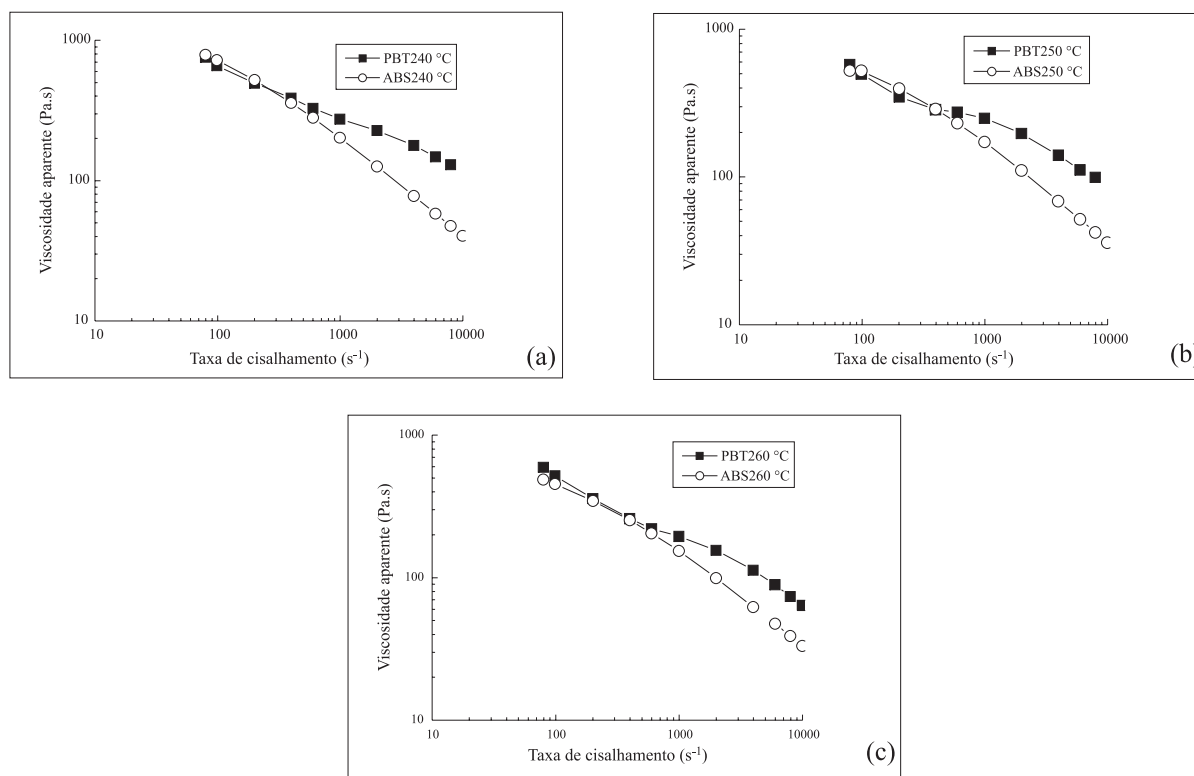 1000
PBT240 °C
ABS240 °C
Viscosidade aparente (Pa.s)
100
10
10
100
1000
10000
Taxa de cisalhamento (s-1)
(a)
1000
PBT250 °C
ABS250 °C
Viscosidade aparente (Pa.s)
100
10
10
100
1000
10000
Taxa de cisalhamento (s-1)
(b)
1000
PBT260 °C
ABS260 °C
Viscosidade aparente (Pa.s)
100
10
10
100
1000
10000
Taxa de cisalhamento (s-1)
(c)